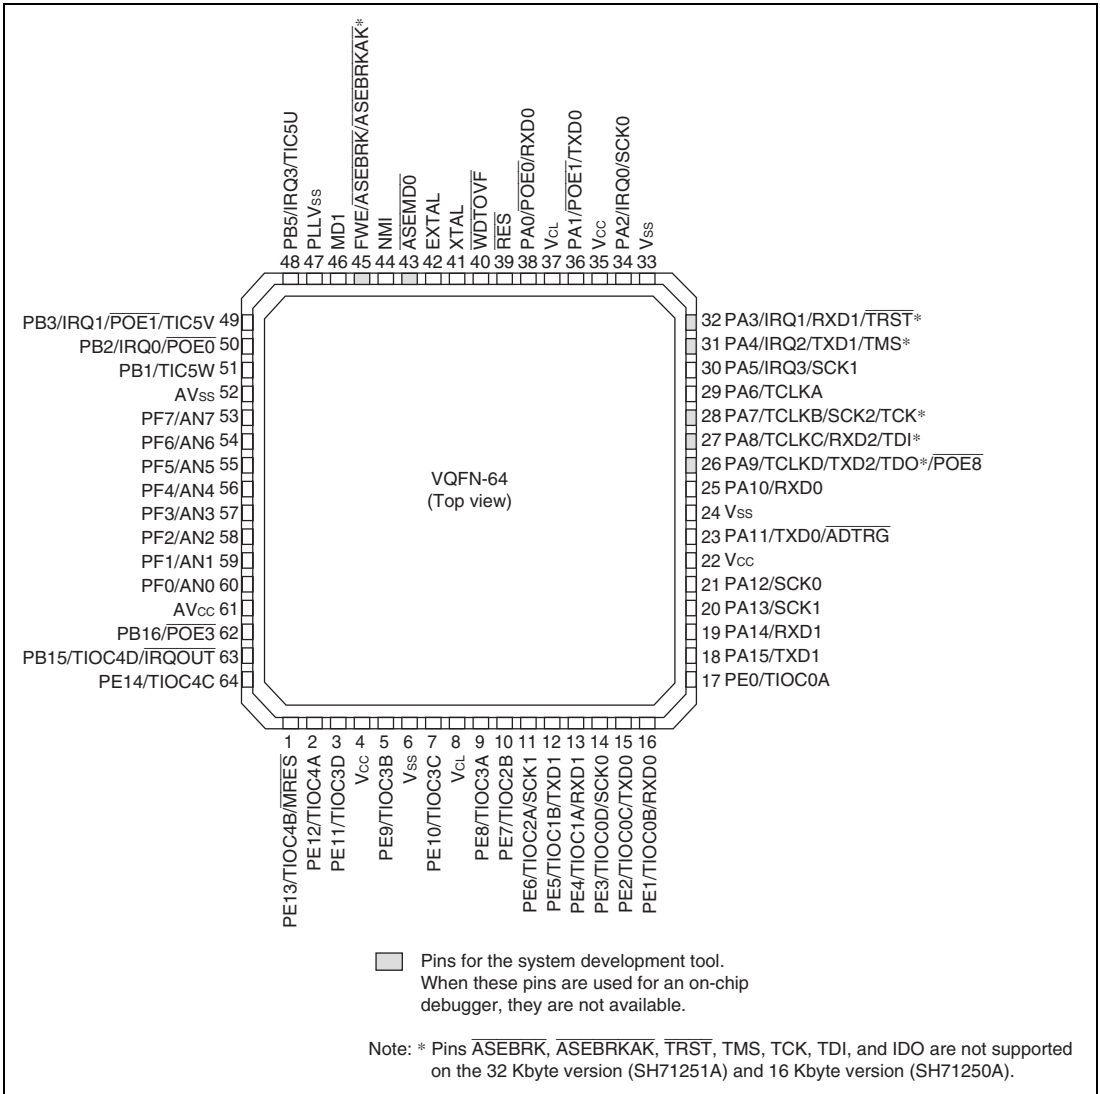 PB5/IRQ3/TIC5U
PLLVss
MD1
FWE/ASEBRK/ASEBRKAK*
NMI
ASEMD0
EXTAL
XTAL
WDTOVF
RES
PA0/POE0/RXD0
VCL
PA1/POE1/TXD0
Vcc
PA2/IRQ0/SCK0
Vss
48 47 46 45 44 43 42 41 40 39 38 37 36 35 34 33
PB3/IRQ1/POE1/TIC5V 49
PB2/IRQ0/POE0 50
PB1/TIC5W 51
AVss 52
PF7/AN7 53
PF6/AN6 54
PF5/AN5 55
PF4/AN4 56
PF3/AN3 57
PF2/AN2 58
PF1/AN1 59
PF0/AN0 60
AVcc 61
PB16/POE3 62
PB15/TIOC4D/IRQOUT 63
PE14/TIOC4C 64
VQFN-64
(Top view)
32 PA3/IRQ1/RXD1/TRST*
31 PA4/IRQ2/TXD1/TMS*
30 PA5/IRQ3/SCK1
29 PA6/TCLKA
28 PA7/TCLKB/SCK2/TCK*
27 PA8/TCLKC/RXD2/TDI*
26 PA9/TCLKD/TXD2/TDO*/POE8
25 PA10/RXD0
24 Vss
23 PA11/TXD0/ADTRG
22 Vcc
21 PA12/SCK0
20 PA13/SCK1
19 PA14/RXD1
18 PA15/TXD1
17 PE0/TIOC0A
1 2 3 4 5 6 7 8 9 10 11 12 13 14 15 16
PE13/TIOC4B/MRES
PE12/TIOC4A
PE11/TIOC3D
Vcc
PE9/TIOC3B
Vss
PE10/TIOC3C
VCL
PE8/TIOC3A
PE7/TIOC2B
PE6/TIOC2A/SCK1
PE5/TIOC1B/TXD1
PE4/TIOC1A/RXD1
PE3/TIOC0D/SCK0
PE2/TIOC0C/TXD0
PE1/TIOC0B/RXD0
Pins for the system development tool.
When these pins are used for an on-chip
debugger, they are not available.
Note: * Pins ASEBRK, ASEBRKAK, TRST, TMS, TCK, TDI, and IDO are not supported
on the 32 Kbyte version (SH71251A) and 16 Kbyte version (SH71250A).